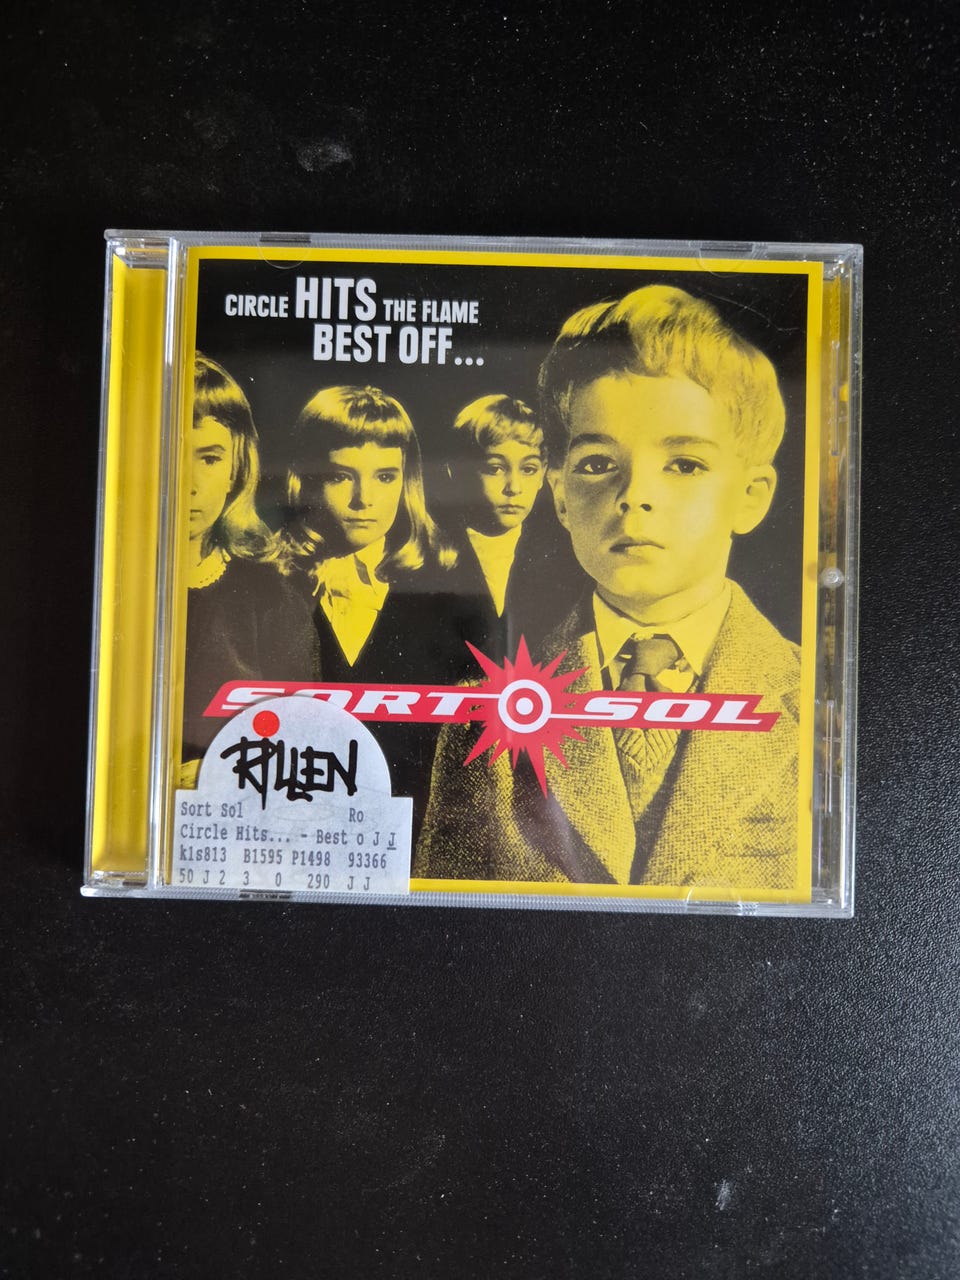 CIRCLE HITS THE FLAME
BEST OFF...
SORT SOL
RILLEN
Sort Sol Ro
Circle Hits... - Best o J J
k1s813 B1595 P1498 93366
50 J 2 3 0 290 J J